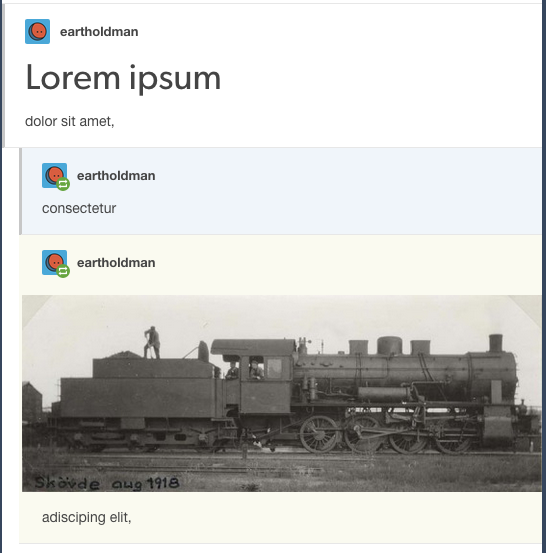 eartholdman
Lorem ipsum
dolor sit amet,
eartholdman
consectetur
eartholdman
Skövde aug 1918
adisciping elit,